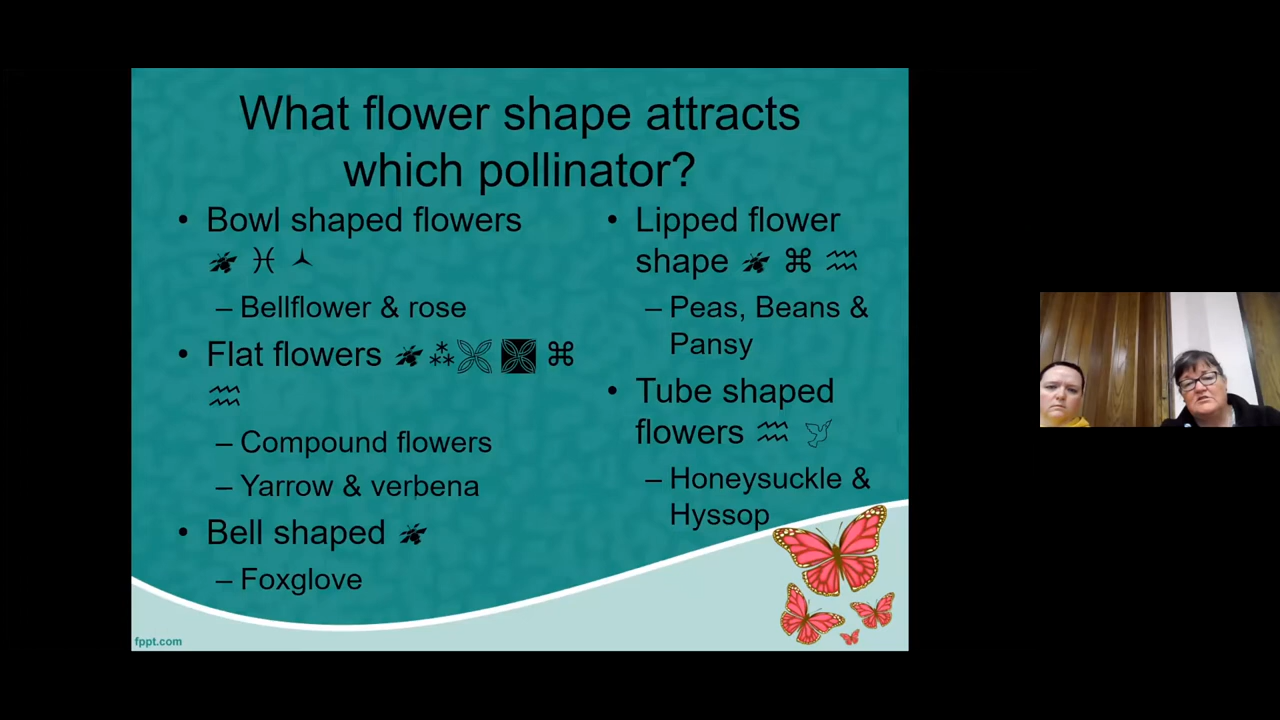 What flower shape attracts
which pollinator?
• Bowl shaped flowers
♓
– Bellflower & rose
• Flat flowers ⁂ ⌘
♒
– Compound flowers
– Yarrow & verbena
• Bell shaped
– Foxglove
• Lipped flower
shape ⌘ ♒
– Peas, Beans &
Pansy
• Tube shaped
flowers ♒
– Honeysuckle &
Hyssop
fppt.com